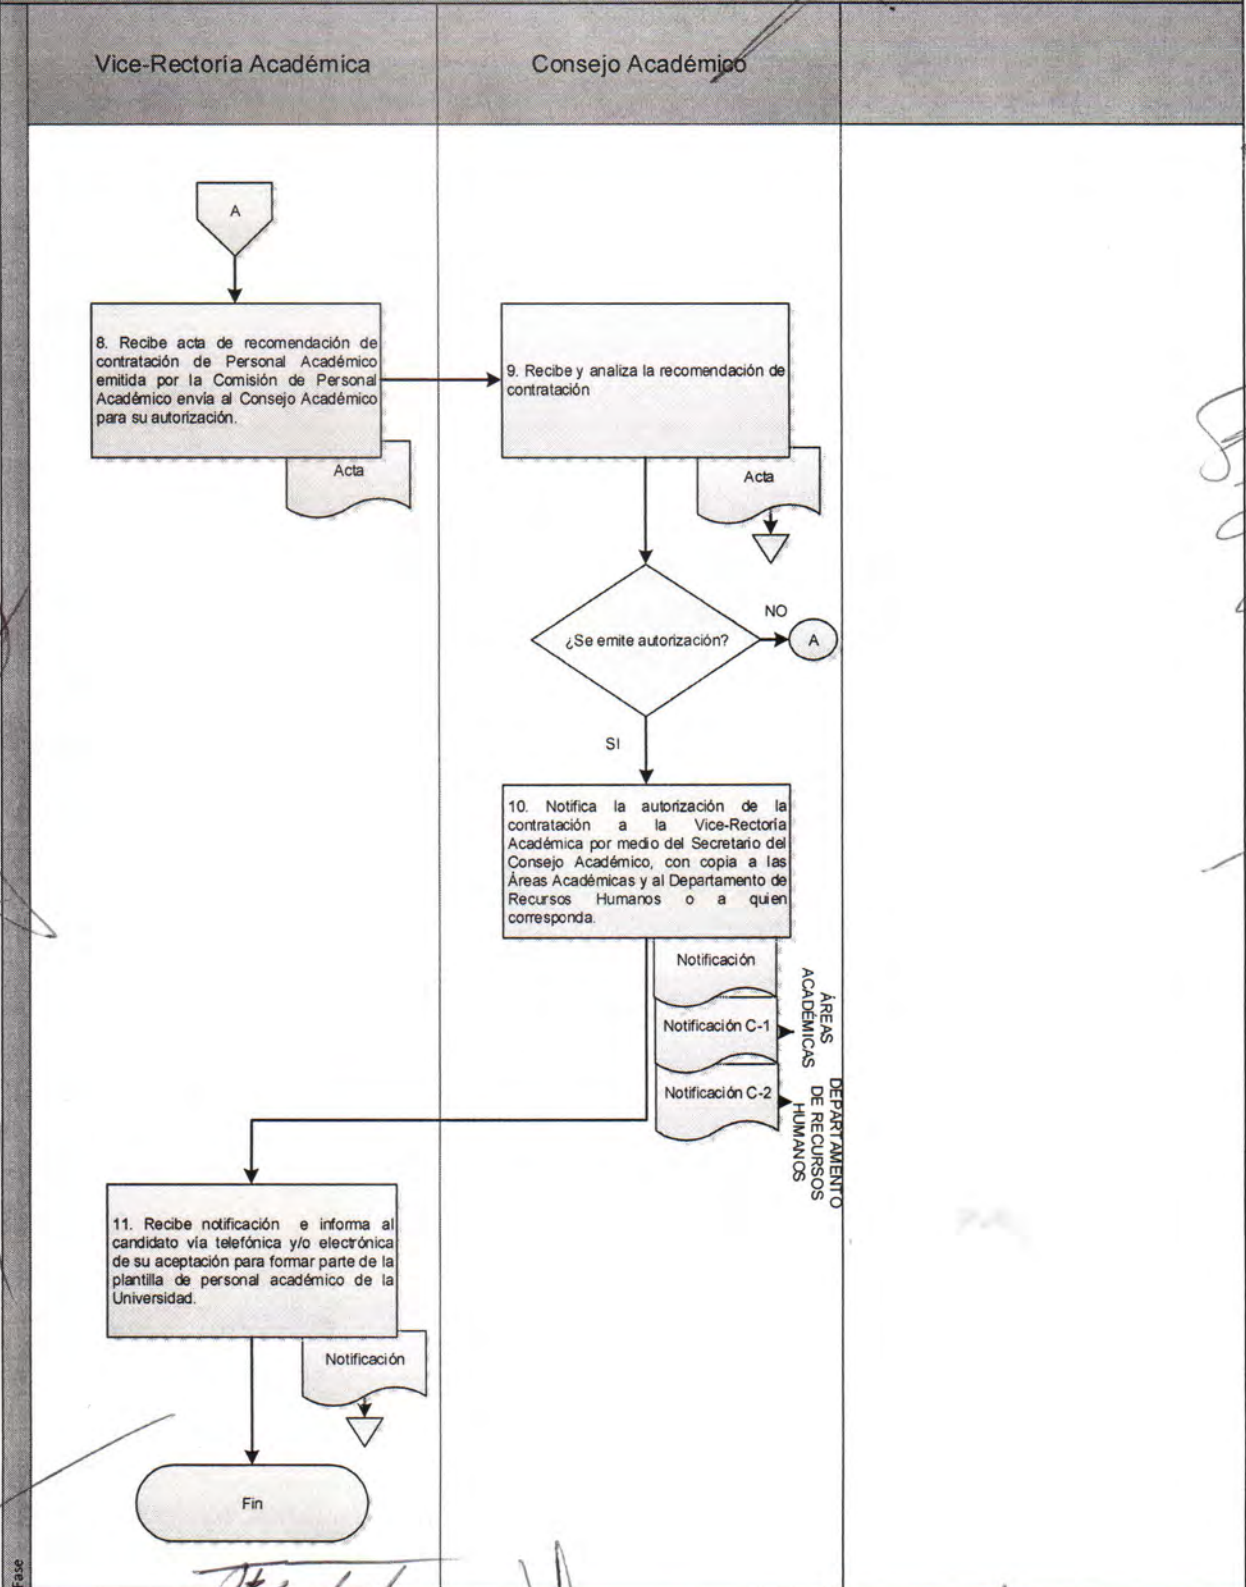 Vice-Rectoría Académica
Consejo Académico
A
8. Recibe acta de recomendación de
contratación de Personal Académico
emitida por la Comisión de Personal
Académico envía al Consejo Académico
para su autorización.
Acta
9. Recibe y analiza la recomendación de
contratación
Acta
¿Se emite autorización?
NO
A
SI
10. Notifica la autorización de la
contratación a la Vice-Rectoría
Académica por medio del Secretario del
Consejo Académico, con copia a las
Áreas Académicas y al Departamento de
Recursos Humanos o a quien
corresponda.
Notificación
Notificación C-1
ÁREAS
ACADÉMICAS
Notificación C-2
DEPARTAMENTO
DE RECURSOS
HUMANOS
11. Recibe notificación e informa al
candidato vía telefónica y/o electrónica
de su aceptación para formar parte de la
plantilla de personal académico de la
Universidad.
Notificación
Fin
Fase